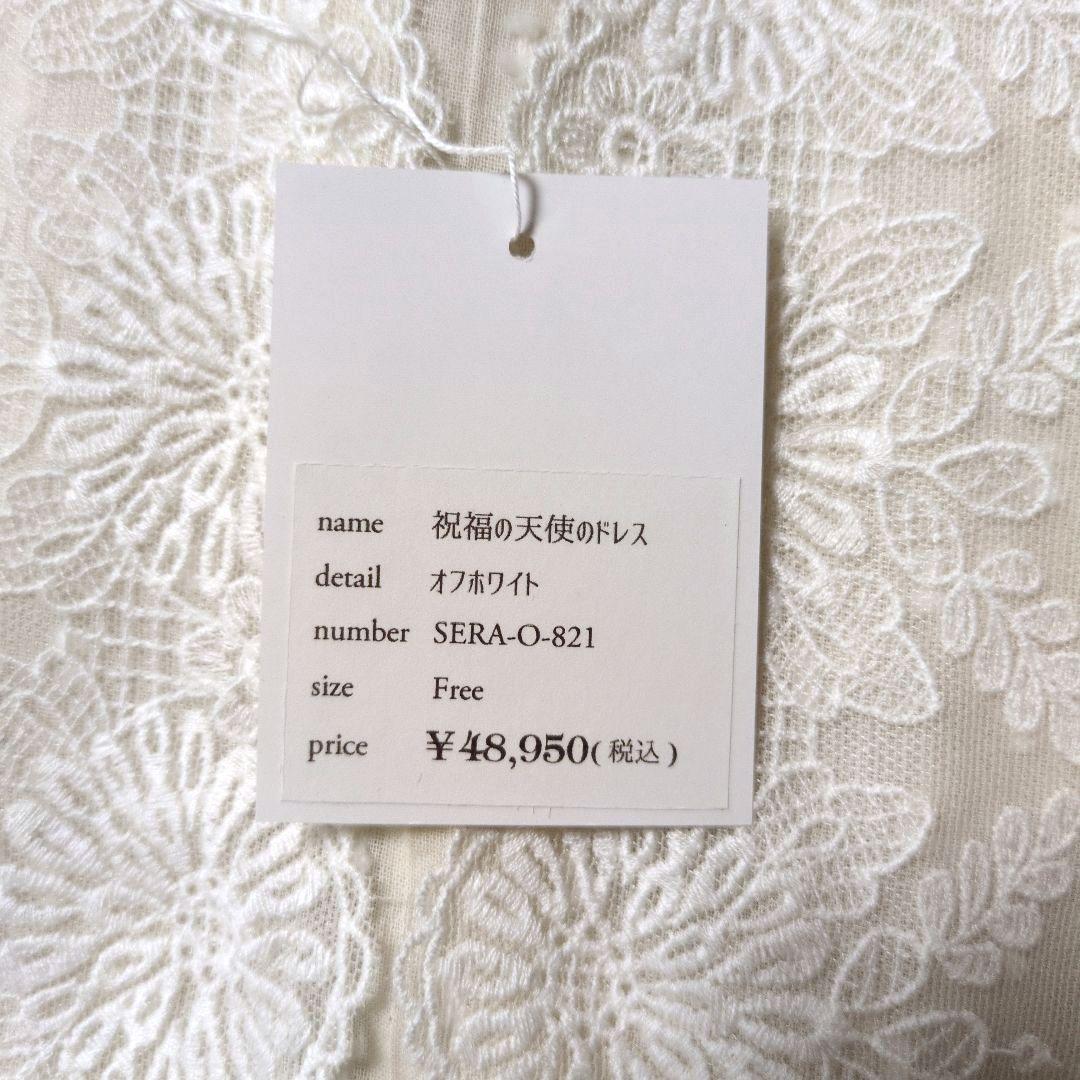 name 祝福の天使のドレス
detail オフホワイト
number SERA-O-821
size Free
price ¥48,950(税込)